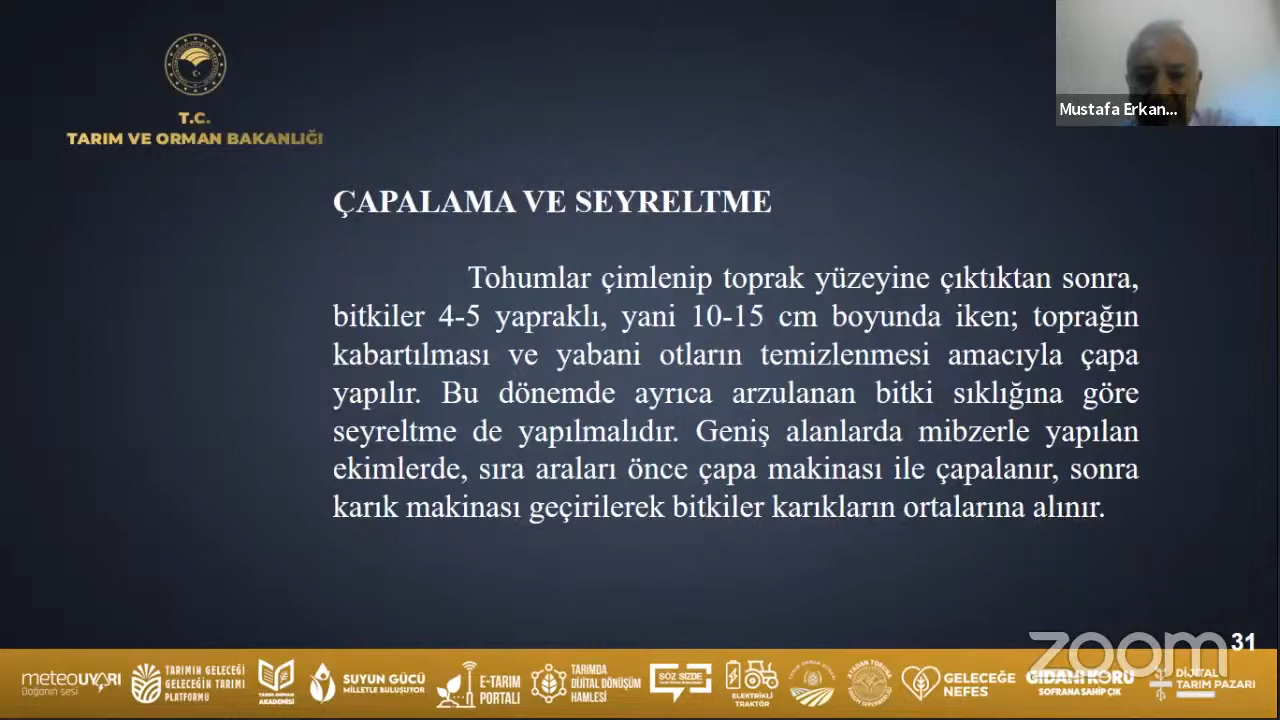 Mustafa Erkan...
T.C.
TARIM VE ORMAN BAKANLIĞI
ÇAPALAMA VE SEYRELTME
Tohumlar çimlenip toprak yüzeyine çıktıktan sonra,
bitkiler 4-5 yapraklı, yani 10-15 cm boyunda iken; toprağın
kabartılması ve yabani otların temizlenmesi amacıyla çapa
yapılır. Bu dönemde ayrıca arzulanan bitki sıklığına göre
seyreltme de yapılmalıdır. Geniş alanlarda mibzerle yapılan
ekimlerde, sıra araları önce çapa makinası ile çapalanır, sonra
karık makinası geçirilerek bitkiler karıkların ortalarına alınır.
zoom
31
meteoUYARI
Doğanın sesi
TARIMIN GELECEĞİ
GELECEĞİN TARIMI
PLATFORMU
TARIM ORMAN
AKADEMİSİ
SUYUN GÜCÜ
MİLLETLE BULUŞUYOR
E-TARIM
PORTALI
TARIMDA
DİJİTAL DÖNÜŞÜM
HAMLESİ
SÖZ SİZDE
ELEKTRİKLİ
TRAKTÖR
GELECEĞE
NEFES
GIDANI KORU
SOFRANA SAHİP ÇIK
DİJİTAL
TARIM PAZARI